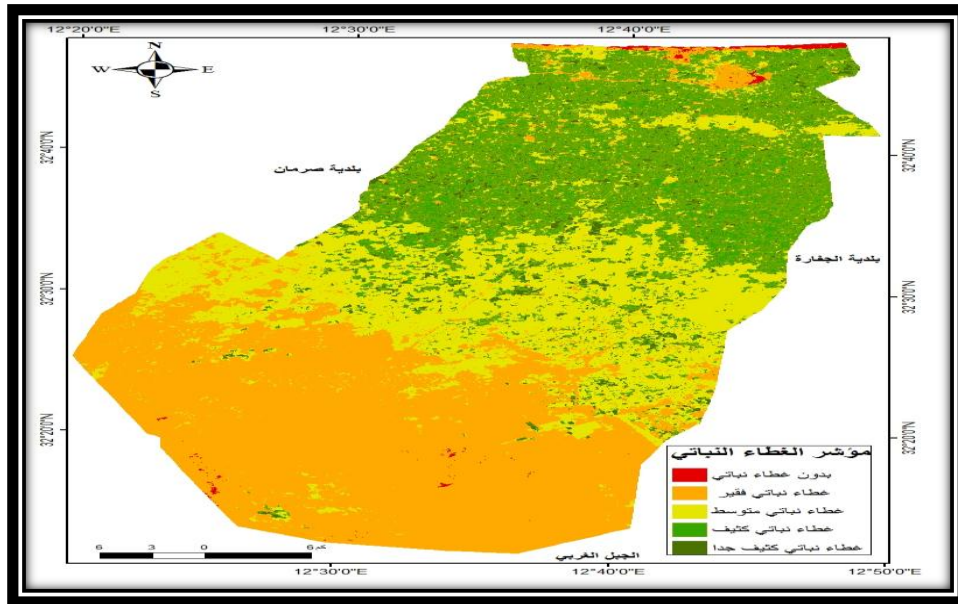 12°20'0"E
12°30'0"E
12°40'0"E
N
W E
S
32°40'0"N
32°40'0"N
بلدية صرمان
بلدية الجفارة
32°30'0"N
32°30'0"N
32°20'0"N
32°20'0"N
مؤشر الغطاء النباتي
بدون غطاء نباتي
غطاء نباتي فقير
غطاء نباتي متوسط
غطاء نباتي كثيف
غطاء نباتي كثيف جدا
6 3 0 6 كم
الجبل الغربي
12°30'0"E
12°40'0"E
12°50'0"E